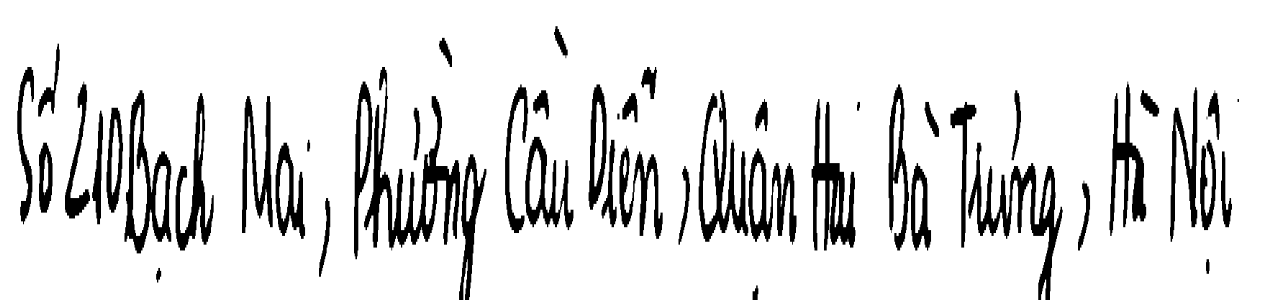 Số 210 Bạch Mai, Phường Cầu Diễn, Quận Hai Bà Trưng, Hà Nội